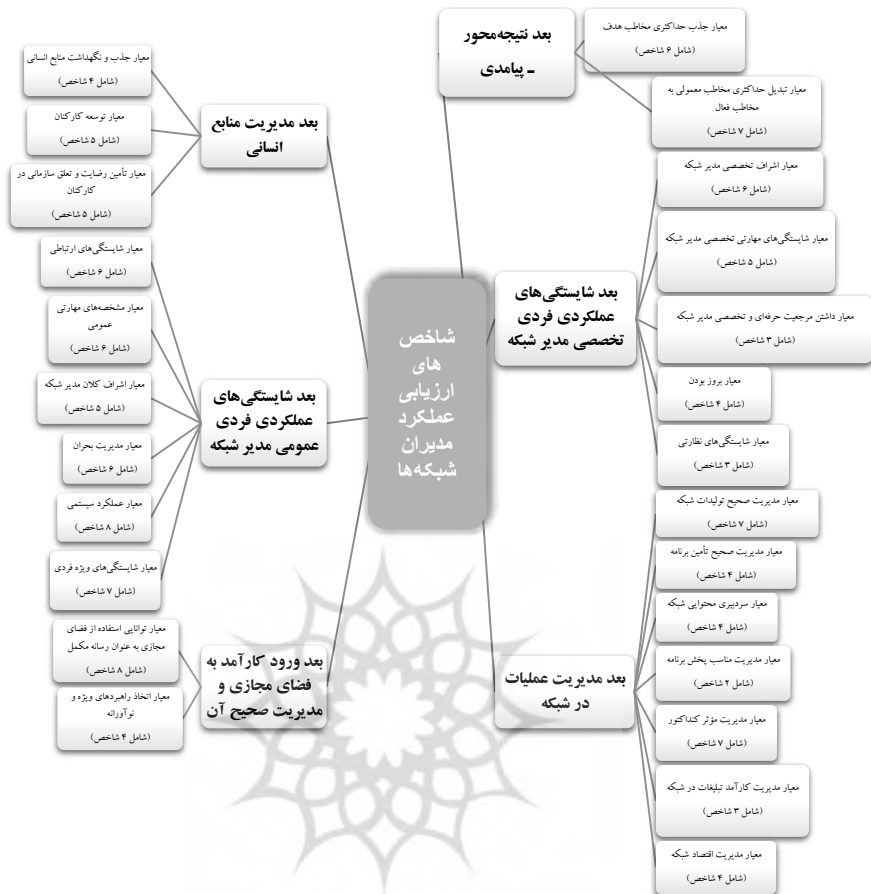 شاخص
های
ارزیابی
عملکرد
مدیران
شبکه‌ها
بعد نتیجه‌محور
ـ پیامدی
معیار جذب حداکثری مخاطب هدف
(شامل ۶ شاخص)
معیار تبدیل حداکثری مخاطب معمولی به
مخاطب فعال
(شامل ۷ شاخص)
بعد شایستگی‌های
عملکردی فردی
تخصصی مدیر شبکه
معیار اشراف تخصصی مدیر شبکه
(شامل ۶ شاخص)
معیار شایستگی‌های مهارتی تخصصی مدیر شبکه
(شامل ۵ شاخص)
معیار داشتن مرجعیت حرفه‌ای و تخصصی مدیر شبکه
(شامل ۳ شاخص)
معیار بروز بودن
(شامل ۴ شاخص)
معیار شایستگی‌های نظارتی
(شامل ۳ شاخص)
بعد مدیریت عملیات
در شبکه
معیار مدیریت صحیح تولیدات شبکه
(شامل ۷ شاخص)
معیار مدیریت صحیح تأمین برنامه
(شامل ۴ شاخص)
معیار سردبیری محتوایی شبکه
(شامل ۴ شاخص)
معیار مدیریت مناسب پخش برنامه
(شامل ۲ شاخص)
معیار مدیریت مؤثر کنداکتور
(شامل ۷ شاخص)
معیار مدیریت کارآمد تبلیغات در شبکه
(شامل ۳ شاخص)
معیار مدیریت اقتصاد شبکه
(شامل ۴ شاخص)
بعد مدیریت منابع
انسانی
معیار جذب و نگهداشت منابع انسانی
(شامل ۴ شاخص)
معیار توسعه کارکنان
(شامل ۵ شاخص)
معیار تأمین رضایت و تعلق سازمانی در
کارکنان
(شامل ۵ شاخص)
بعد شایستگی‌های
عملکردی فردی
عمومی مدیر شبکه
معیار شایستگی‌های ارتباطی
(شامل ۶ شاخص)
معیار مشخصه‌های مهارتی
عمومی
(شامل ۶ شاخص)
معیار اشراف کلان مدیر شبکه
(شامل ۵ شاخص)
معیار مدیریت بحران
(شامل ۶ شاخص)
معیار عملکرد سیستمی
(شامل ۸ شاخص)
معیار شایستگی‌های ویژه فردی
(شامل ۷ شاخص)
بعد ورود کارآمد به
فضای مجازی و
مدیریت صحیح آن
معیار توانایی استفاده از فضای
مجازی به عنوان رسانه مکمل
(شامل ۸ شاخص)
معیار اتخاذ راهبردهای ویژه و
نوآورانه
(شامل ۴ شاخص)